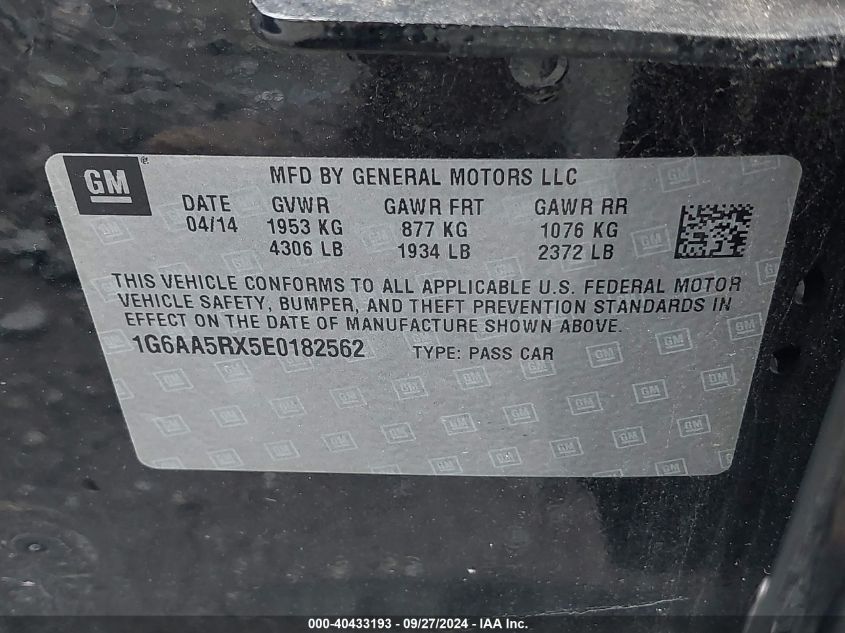 GM®
MFD BY GENERAL MOTORS LLC
DATE GVWR GAWR FRT GAWR RR
04/14 1953 KG 877 KG 1076 KG
4306 LB 1934 LB 2372 LB
THIS VEHICLE CONFORMS TO ALL APPLICABLE U.S. FEDERAL MOTOR
VEHICLE SAFETY, BUMPER, AND THEFT PREVENTION STANDARDS IN
EFFECT ON THE DATE OF MANUFACTURE SHOWN ABOVE.
1G6AA5RX5E0182562 TYPE: PASS CAR
000-40433193 - 09/27/2024 - IAA, Inc.